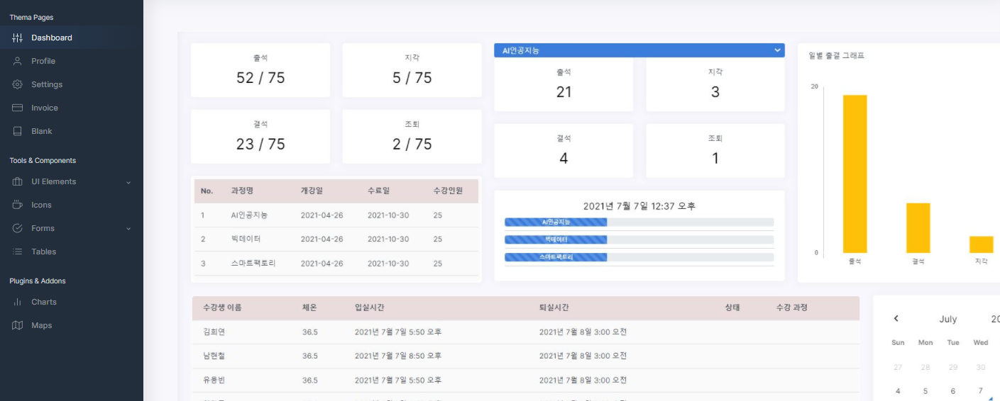 Thema Pages
Dashboard
Profile
Settings
Invoice
Blank
Tools & Components
UI Elements
Icons
Forms
Tables
Plugins & Addons
Charts
Maps
출석
52 / 75
지각
5 / 75
결석
23 / 75
조퇴
2 / 75
No. 과정명 개강일 수료일 수강인원
1 AI인공지능 2021-04-26 2021-10-30 25
2 빅데이터 2021-04-26 2021-10-30 25
3 스마트팩토리 2021-04-26 2021-10-30 25
AI인공지능
출석
21
지각
3
결석
4
조퇴
1
2021년 7월 7일 12:37 오후
AI인공지능
빅데이터
스마트팩토리
일별 출결 그래프
20
0
출석 결석 지각
수강생 이름 체온 입실시간 퇴실시간 상태 수강 과정
김희연 36.5 2021년 7월 7일 5:50 오후 2021년 7월 8일 3:00 오전
남현철 36.5 2021년 7월 7일 8:50 오후 2021년 7월 8일 3:00 오전
유용빈 36.5 2021년 7월 7일 5:50 오후 2021년 7월 8일 3:00 오전
July 20
Sun Mon Tue Wed
27 28 29 30
4 5 6 7